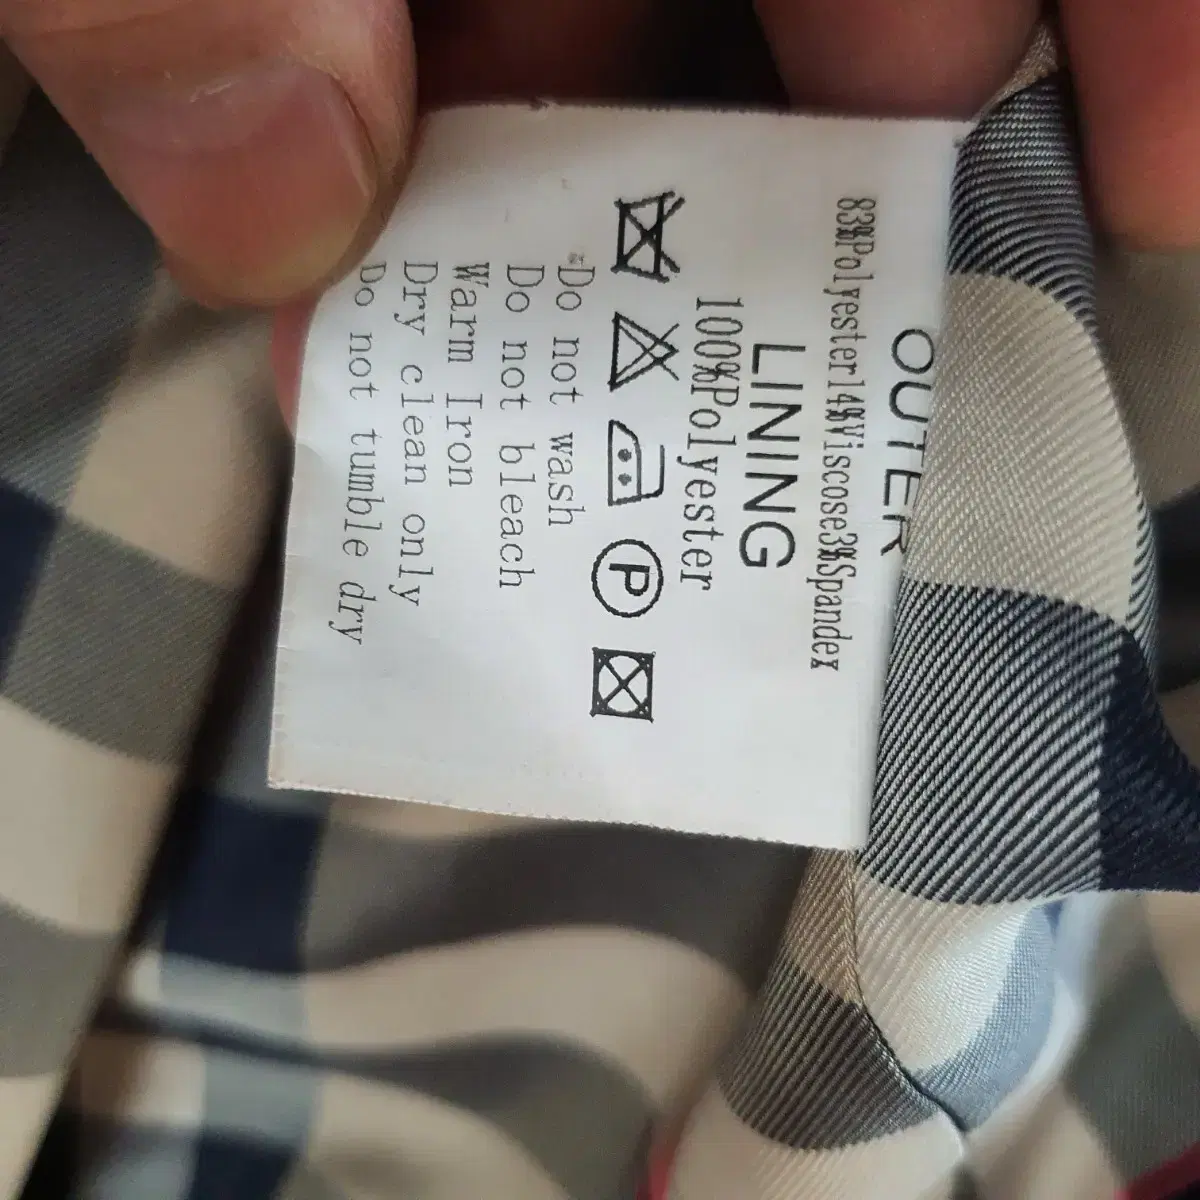 OUTER
83%Polyester14%Viscose3%Spandex
LINING
100%Polyester
P
Do not wash
Do not bleach
Warm Iron
Dry clean only
Do not tumble dry